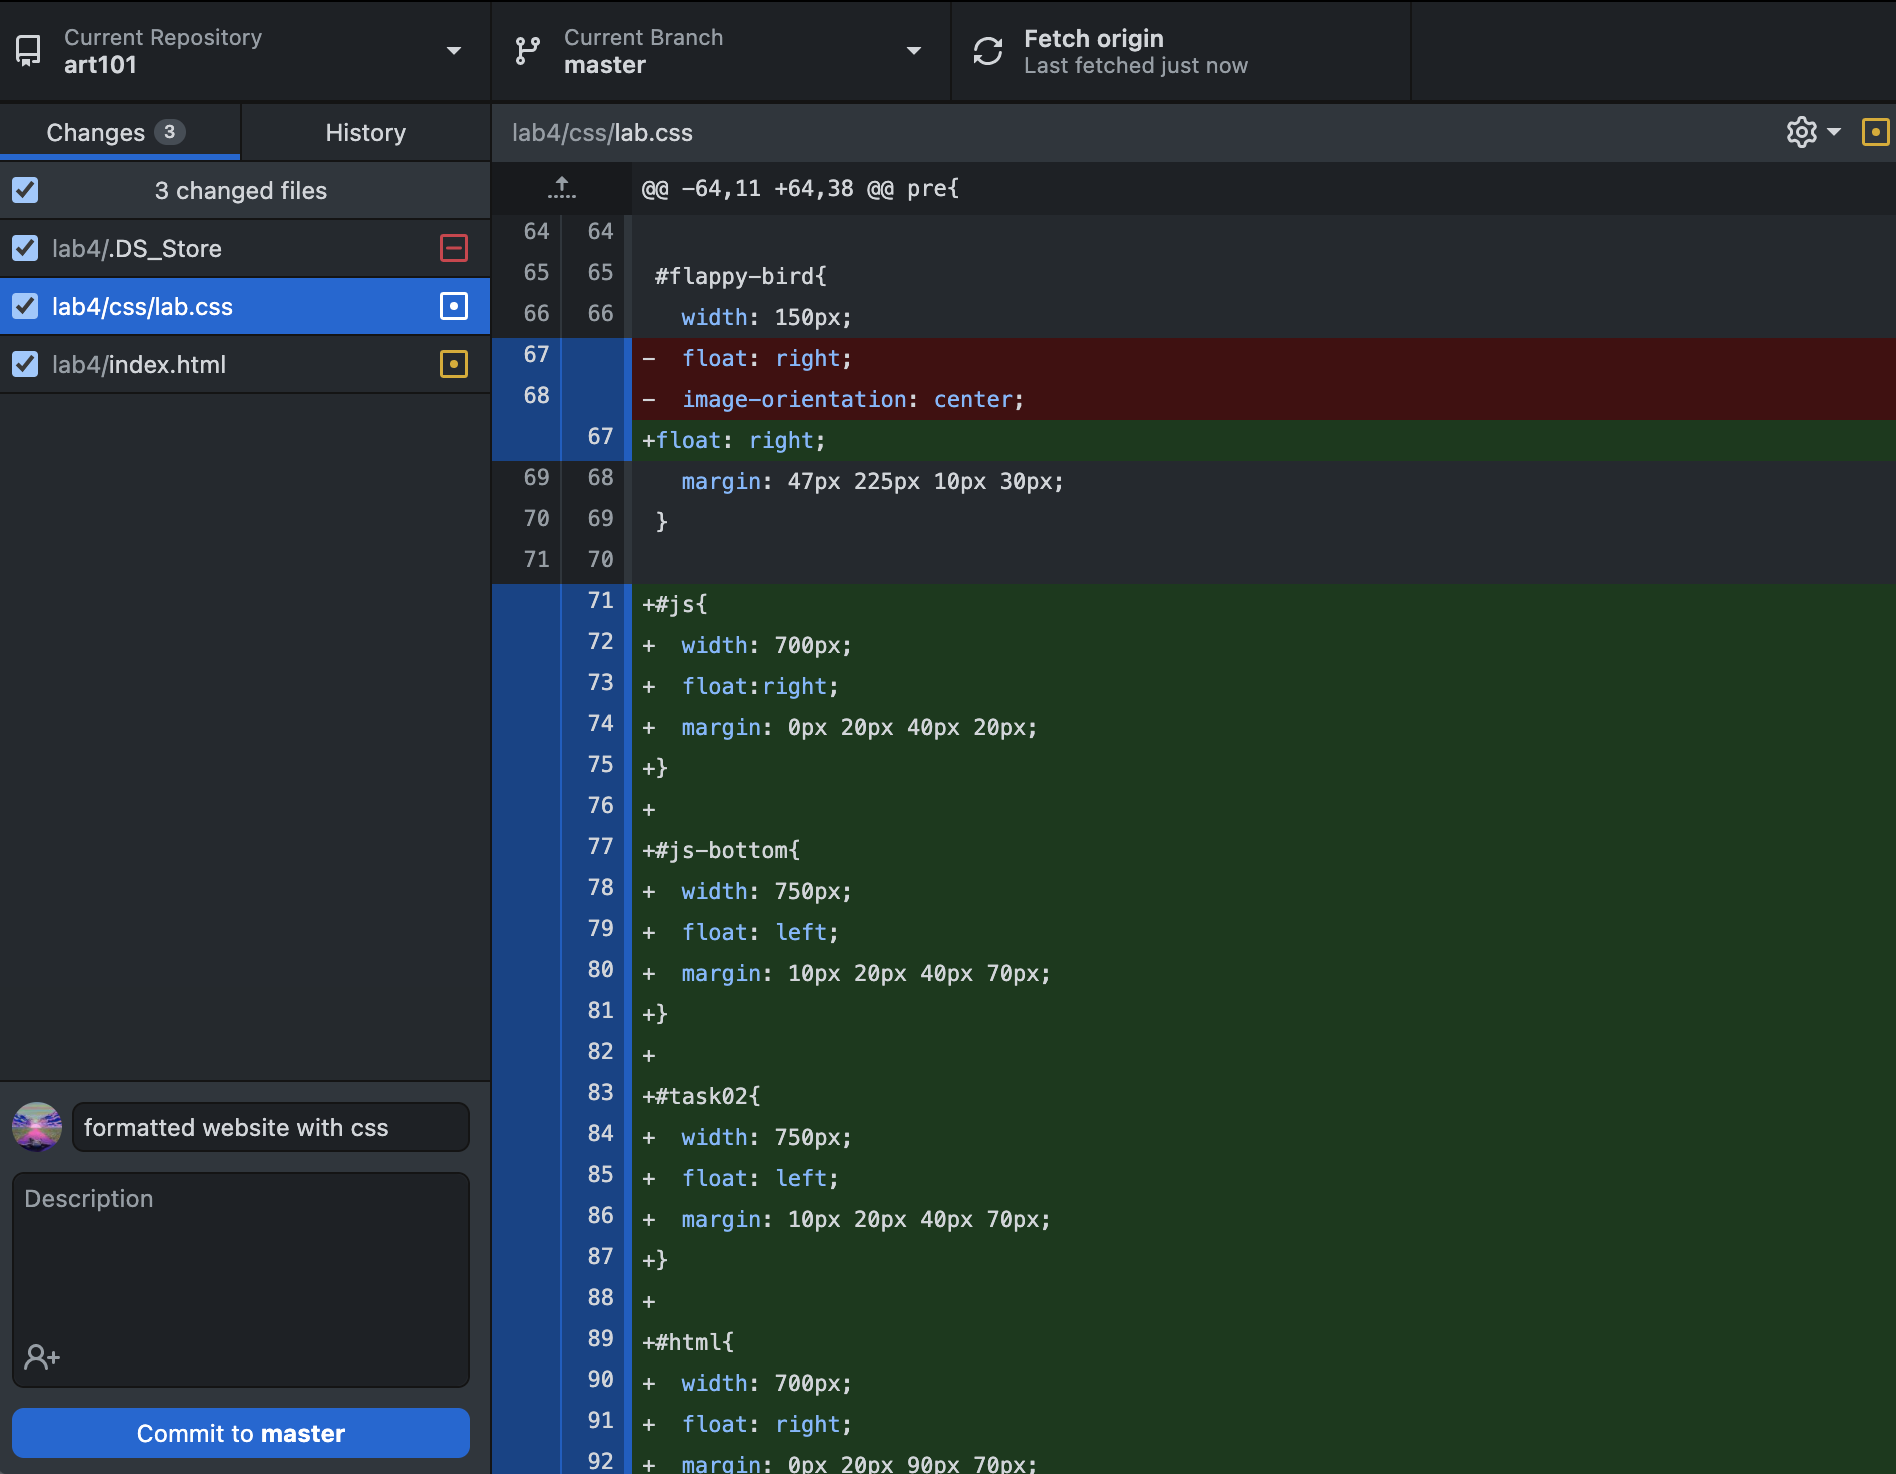 Current Repository
art101
Current Branch
master
Fetch origin
Last fetched just now
Changes 3
History
lab4/css/lab.css
3 changed files
lab4/.DS_Store
lab4/css/lab.css
lab4/index.html
@@ -64,11 +64,38 @@ pre{
64 64
65 65 #flappy-bird{
66 66 width: 150px;
67 - float: right;
68 - image-orientation: center;
67 +float: right;
69 68 margin: 47px 225px 10px 30px;
70 69 }
71 70
71 +#js{
72 + width: 700px;
73 + float:right;
74 + margin: 0px 20px 40px 20px;
75 +}
76 +
77 +#js-bottom{
78 + width: 750px;
79 + float: left;
80 + margin: 10px 20px 40px 70px;
81 +}
82 +
83 +#task02{
84 + width: 750px;
85 + float: left;
86 + margin: 10px 20px 40px 70px;
87 +}
88 +
89 +#html{
90 + width: 700px;
91 + float: right;
92 + margin: 0px 20px 90px 70px;
formatted website with css
Description
Commit to master